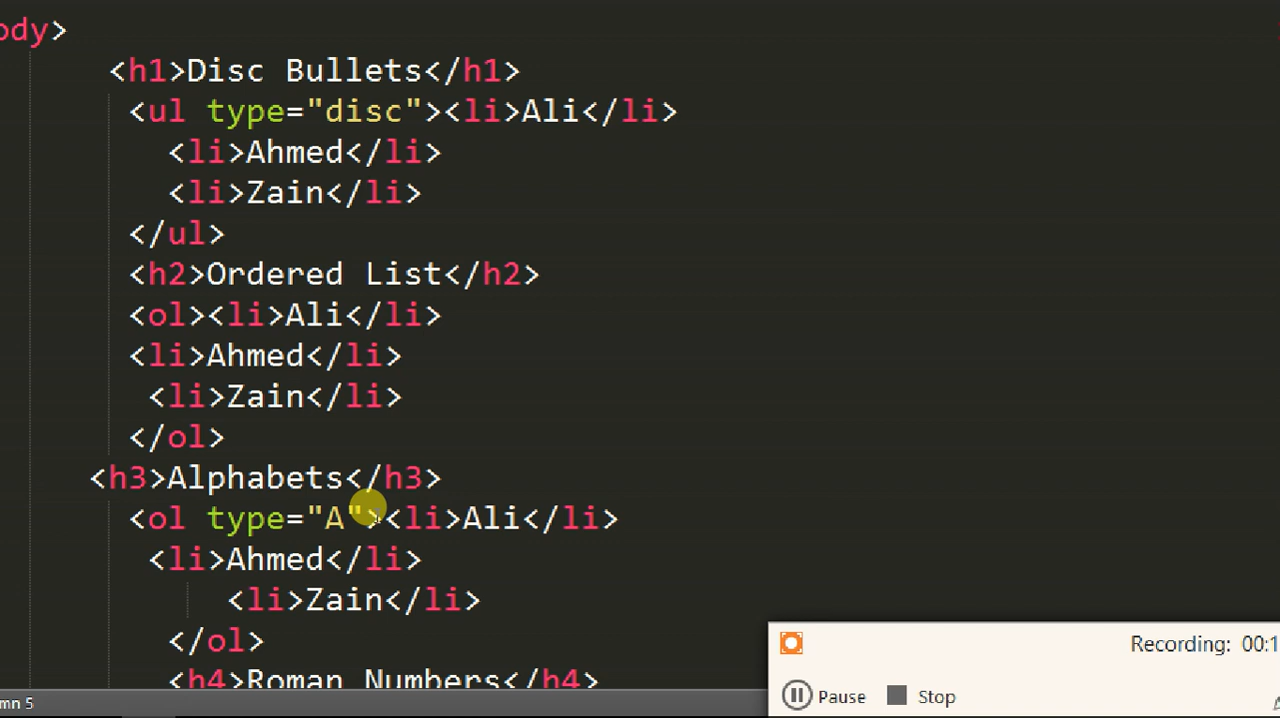 ody>
<h1>Disc Bullets</h1>
<ul type="disc"><li>Ali</li>
<li>Ahmed</li>
<li>Zain</li>
</ul>
<h2>Ordered List</h2>
<ol><li>Ali</li>
<li>Ahmed</li>
<li>Zain</li>
</ol>
<h3>Alphabets</h3>
<ol type="A"><li>Ali</li>
<li>Ahmed</li>
<li>Zain</li>
</ol>
<h4>Roman Numbers</h4>
Recording: 00:1
Pause Stop
mn 5